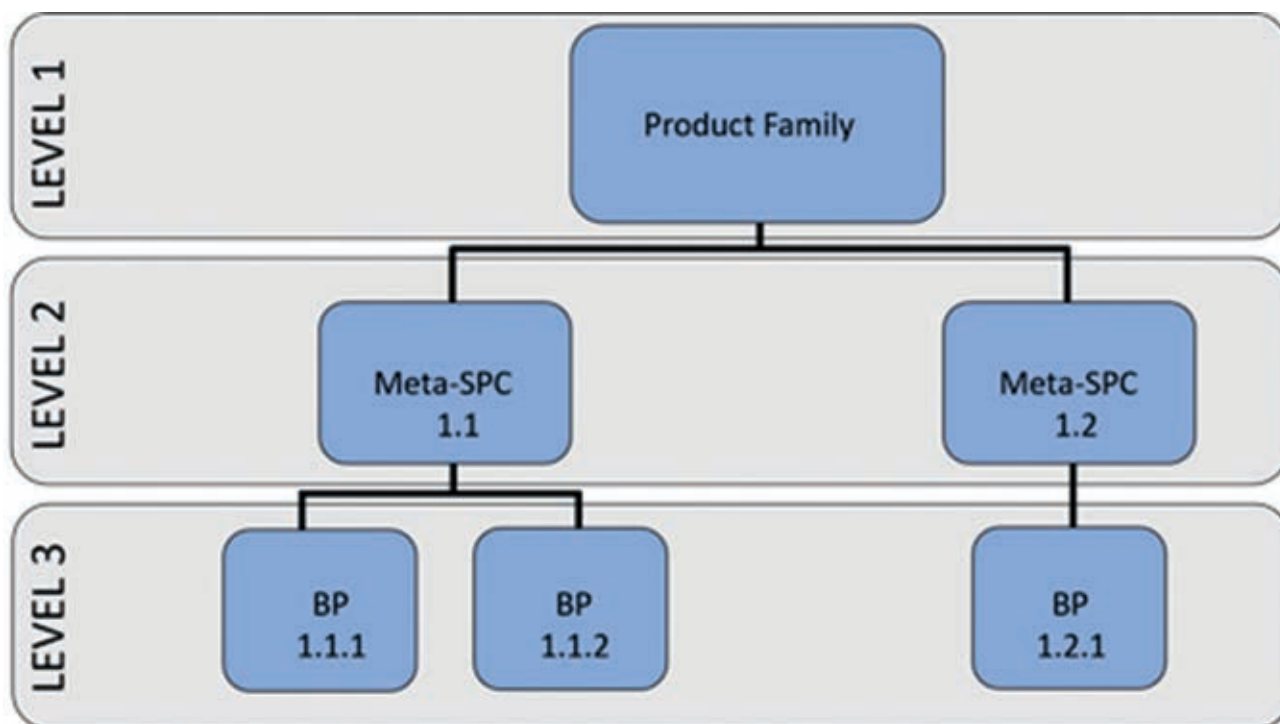 LEVEL 1
Product Family
LEVEL 2
Meta-SPC
1.1
Meta-SPC
1.2
LEVEL 3
BP
1.1.1
BP
1.1.2
BP
1.2.1